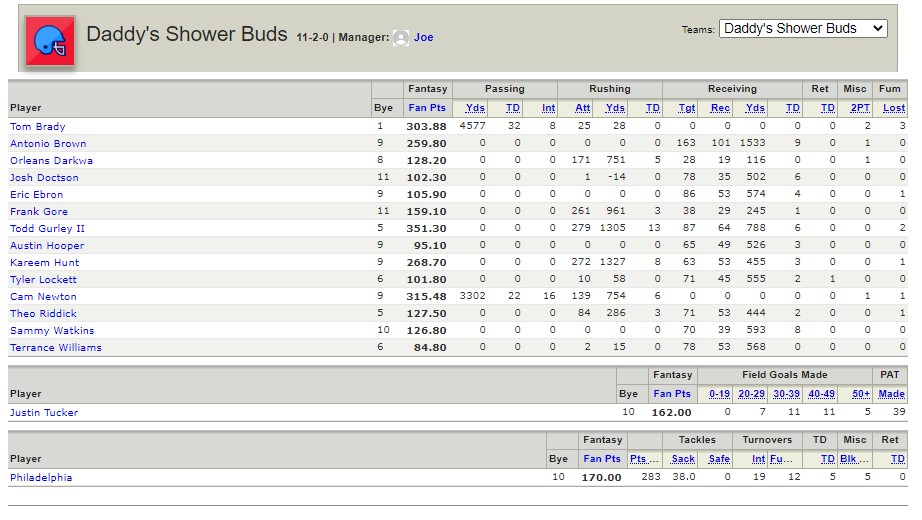 Daddy's Shower Buds 11-2-0 | Manager: Joe Teams: Daddy's Shower Buds
Fantasy Passing Rushing Receiving Ret Misc Fum
Player Bye Fan Pts Yds TD Int Att Yds TD Tgt Rec Yds TD TD 2PT Lost
Tom Brady 1 303.88 4577 32 8 25 28 0 0 0 0 0 0 2 3
Antonio Brown 9 259.80 0 0 0 0 0 0 163 101 1533 9 0 1 0
Orleans Darkwa 8 128.20 0 0 0 171 751 5 28 19 116 0 0 1 0
Josh Doctson 11 102.30 0 0 0 1 -14 0 78 35 502 6 0 0 0
Eric Ebron 9 105.90 0 0 0 0 0 0 86 53 574 4 0 0 1
Frank Gore 11 159.10 0 0 0 261 961 3 38 29 245 1 0 0 0
Todd Gurley II 5 351.30 0 0 0 279 1305 13 87 64 788 6 0 0 2
Austin Hooper 9 95.10 0 0 0 0 0 0 65 49 526 3 0 0 0
Kareem Hunt 9 268.70 0 0 0 272 1327 8 63 53 455 3 0 0 1
Tyler Lockett 6 101.80 0 0 0 10 58 0 71 45 555 2 1 0 0
Cam Newton 9 315.48 3302 22 16 139 754 6 0 0 0 0 0 1 1
Theo Riddick 5 127.50 0 0 0 84 286 3 71 53 444 2 0 0 1
Sammy Watkins 10 126.80 0 0 0 0 0 0 70 39 593 8 0 0 0
Terrance Williams 6 84.80 0 0 0 2 15 0 78 53 568 0 0 0 0
Fantasy Field Goals Made PAT
Player Bye Fan Pts 0-19 20-29 30-39 40-49 50+ Made
Justin Tucker 10 162.00 0 7 11 11 5 39
Fantasy Tackles Turnovers TD Misc Ret
Player Bye Fan Pts Pts ... Sack Safe Int Fu... TD Blk ... TD
Philadelphia 10 170.00 283 38.0 0 19 12 5 5 0